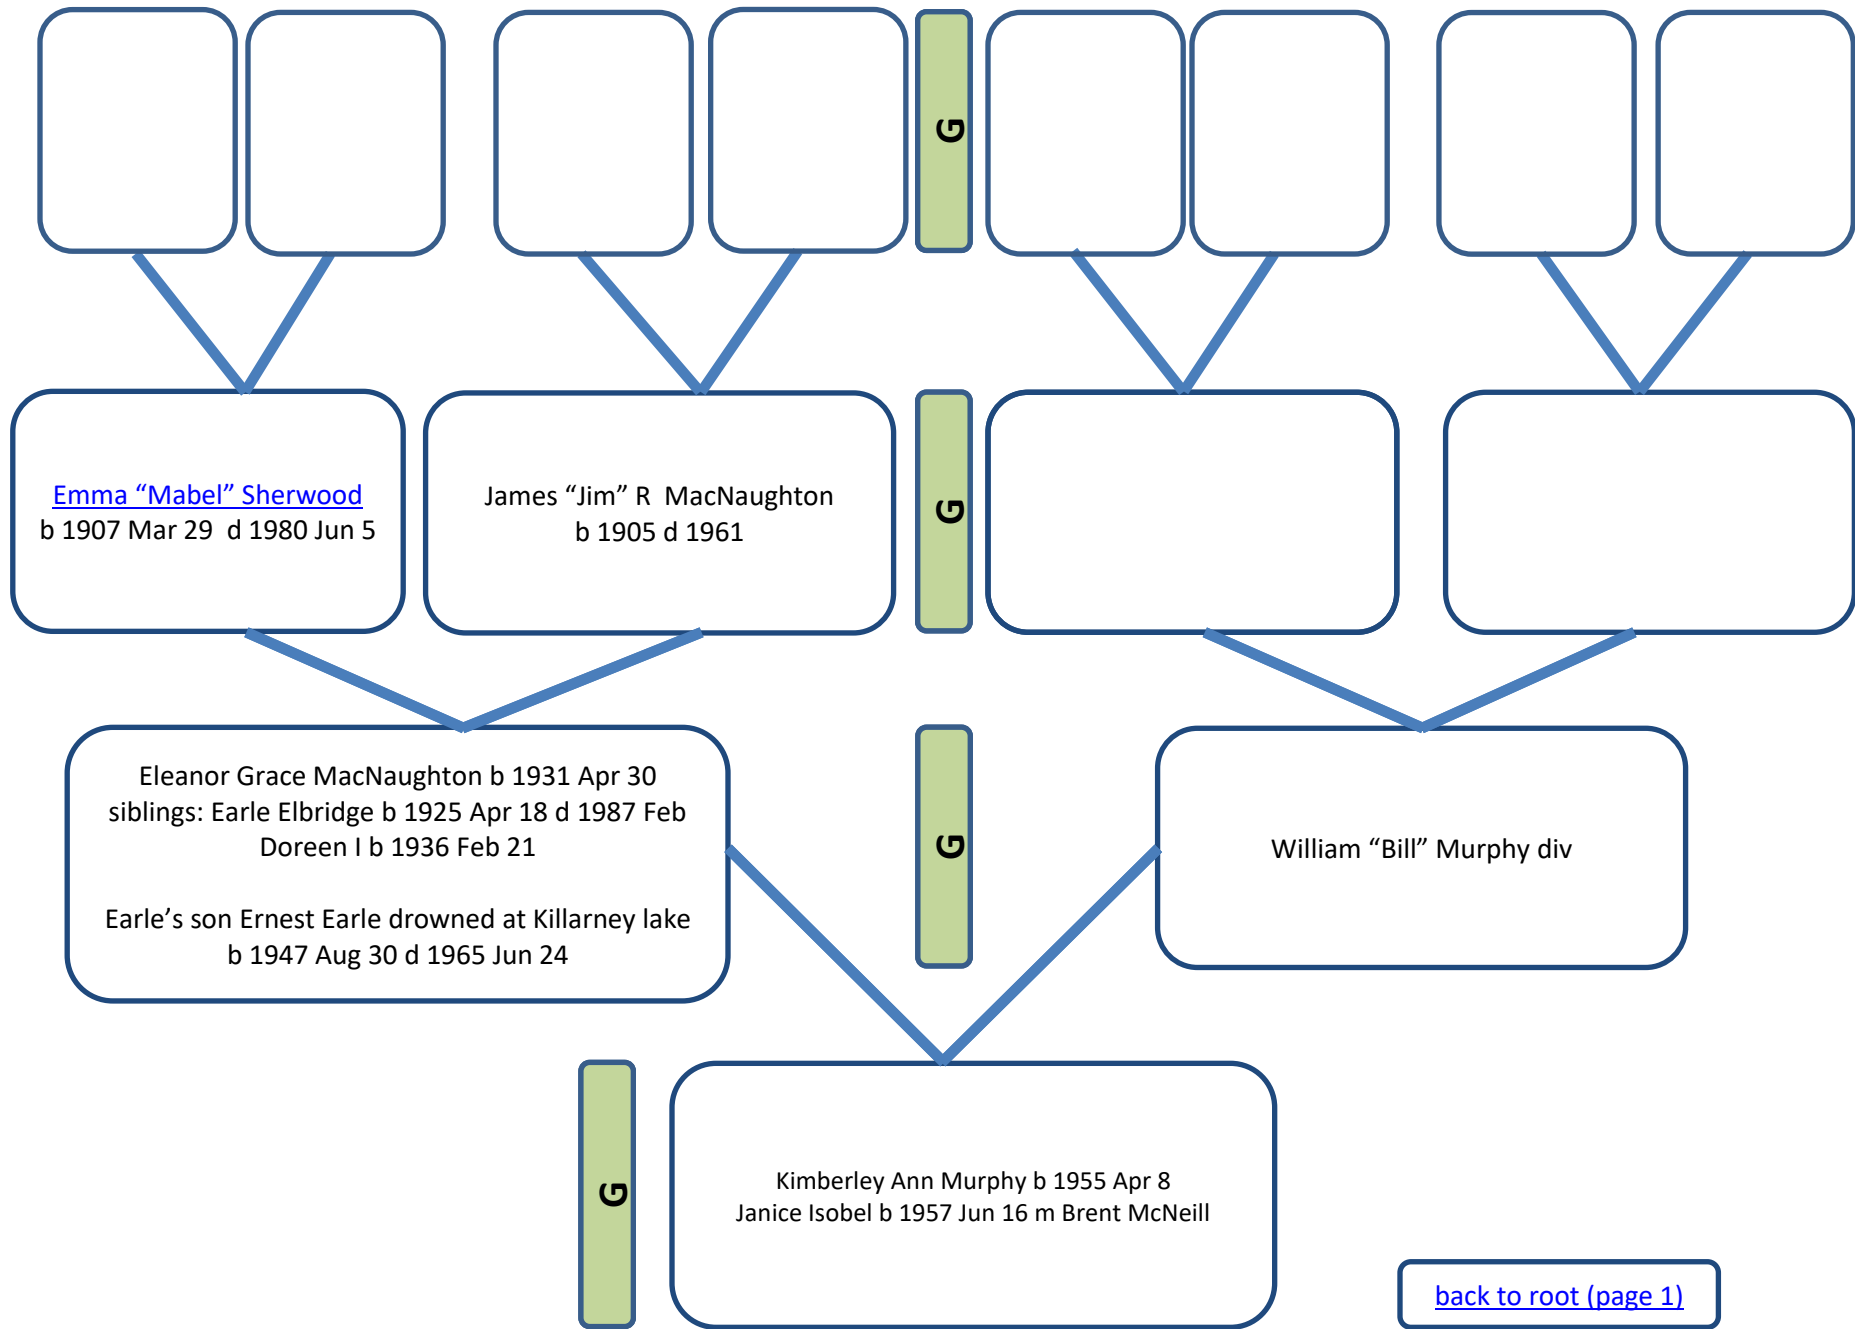 G
Emma “Mabel” Sherwood
b 1907 Mar 29  d 1980 Jun 5
James “Jim” R  MacNaughton
b 1905 d 1961
G
Eleanor Grace MacNaughton b 1931 Apr 30
siblings: Earle Elbridge b 1925 Apr 18 d 1987 Feb
Doreen I b 1936 Feb 21
Earle’s son Ernest Earle drowned at Killarney lake
b 1947 Aug 30 d 1965 Jun 24
G
William “Bill” Murphy div
G
Kimberley Ann Murphy b 1955 Apr 8
Janice Isobel b 1957 Jun 16 m Brent McNeill
back to root (page 1)